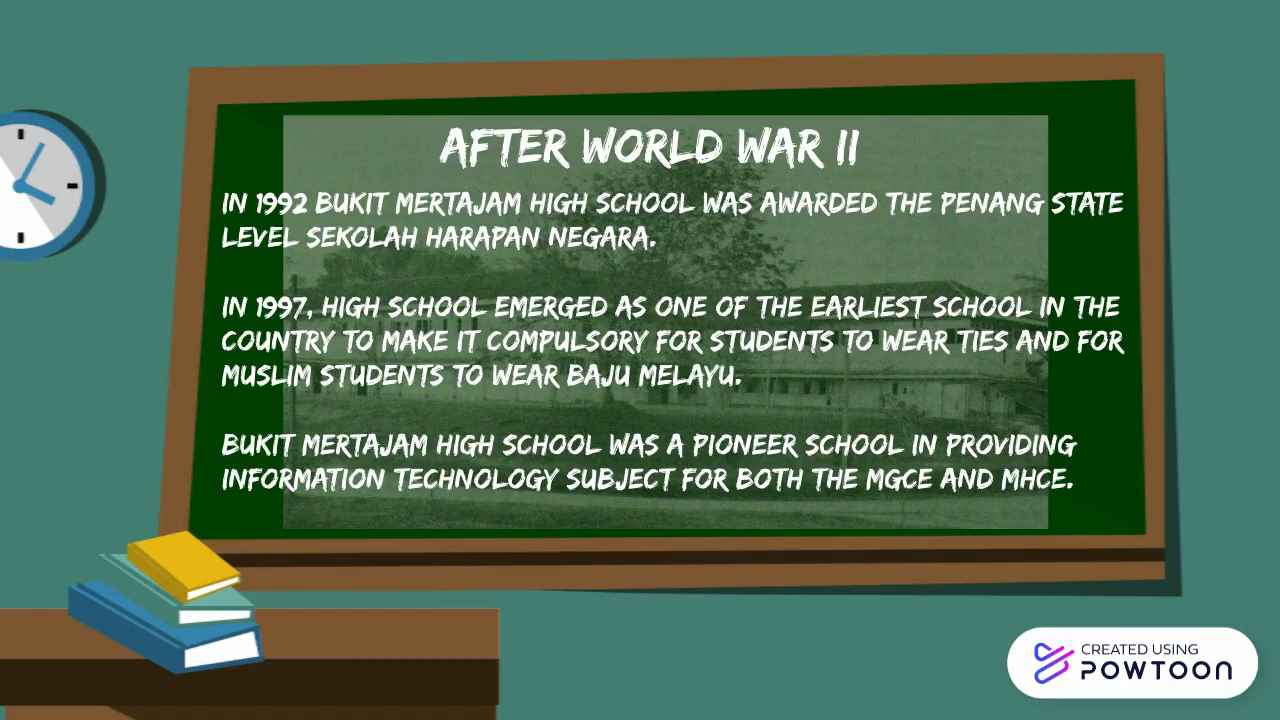 AFTER WORLD WAR II
IN 1992 BUKIT MERTAJAM HIGH SCHOOL WAS AWARDED THE PENANG STATE
LEVEL SEKOLAH HARAPAN NEGARA.
IN 1997, HIGH SCHOOL EMERGED AS ONE OF THE EARLIEST SCHOOL IN THE
COUNTRY TO MAKE IT COMPULSORY FOR STUDENTS TO WEAR TIES AND FOR
MUSLIM STUDENTS TO WEAR BAJU MELAYU.
BUKIT MERTAJAM HIGH SCHOOL WAS A PIONEER SCHOOL IN PROVIDING
INFORMATION TECHNOLOGY SUBJECT FOR BOTH THE MGCE AND MHCE.
CREATED USING
POWTOON